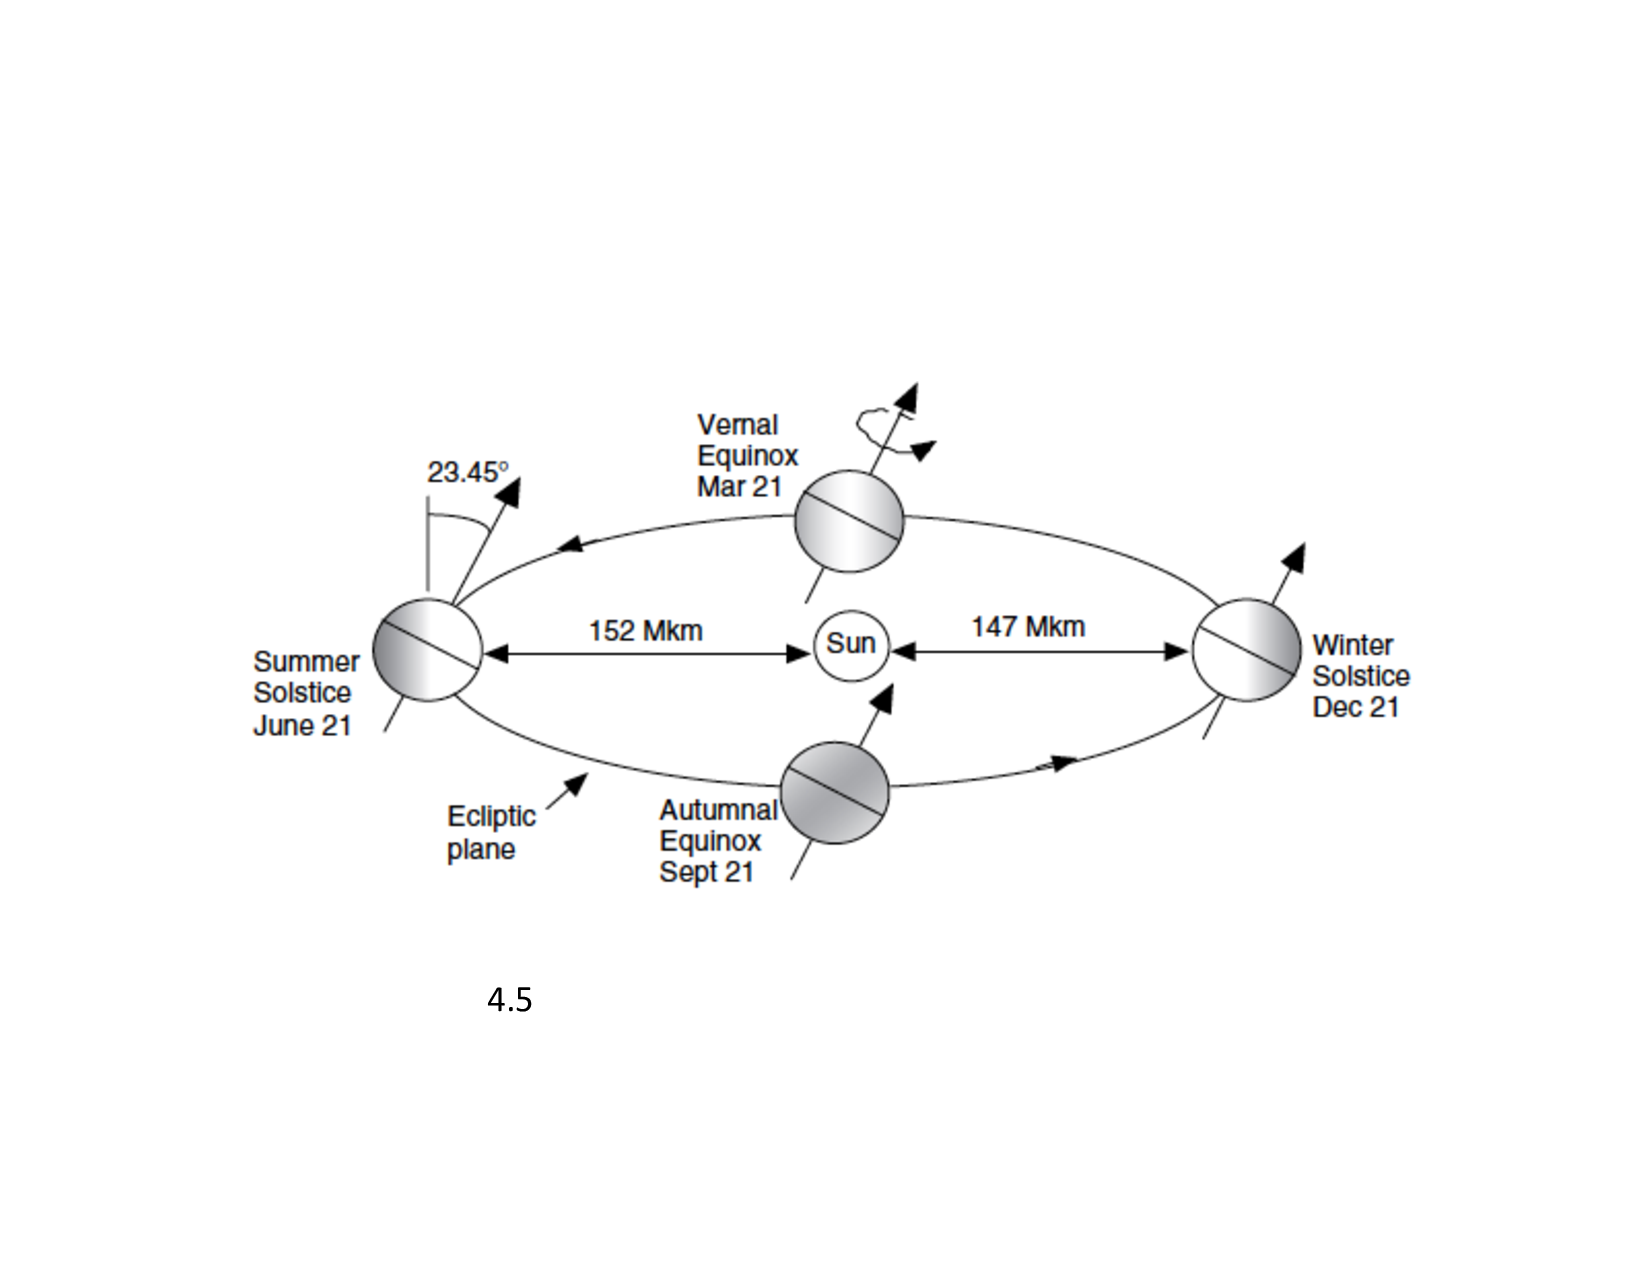 Vernal
Equinox
Mar 21
23.45°
152 Mkm
Sun
147 Mkm
Summer
Solstice
June 21
Winter
Solstice
Dec 21
Ecliptic
plane
Autumnal
Equinox
Sept 21
4.5